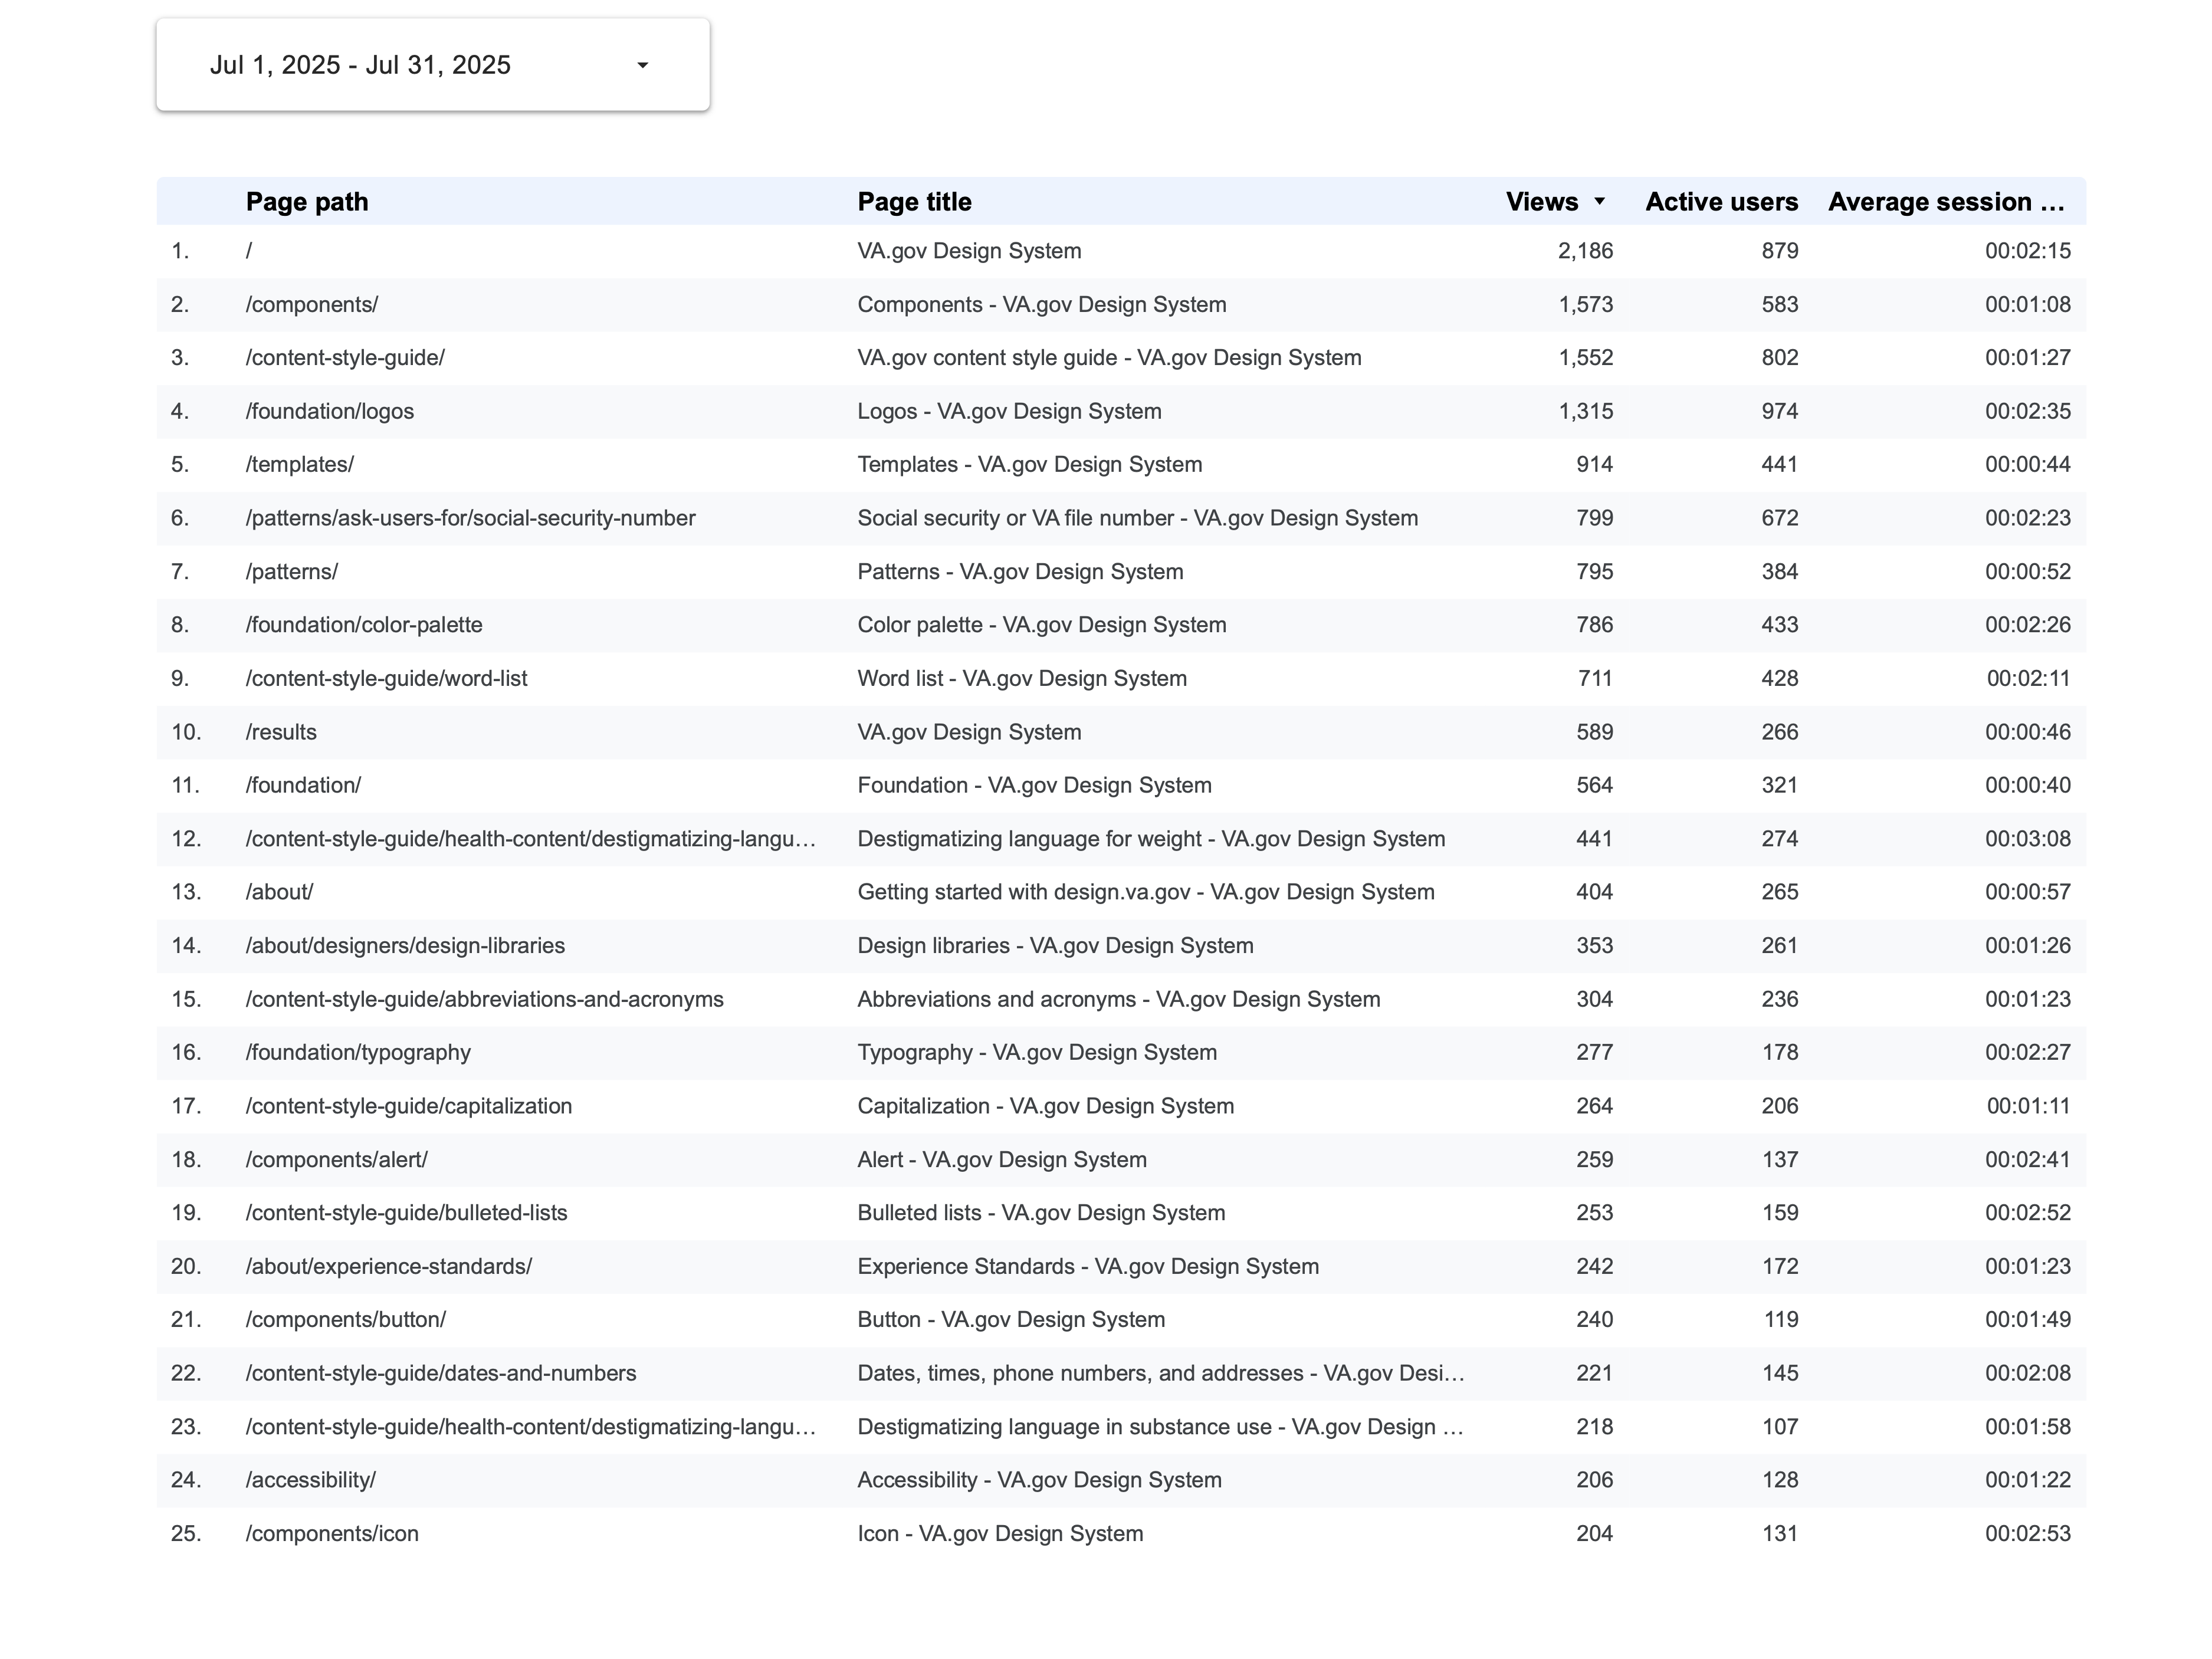 Jul 1, 2025 - Jul 31, 2025
Page path Page title Views Active users Average session …
1. / VA.gov Design System 2,186 879 00:02:15
2. /components/ Components - VA.gov Design System 1,573 583 00:01:08
3. /content-style-guide/ VA.gov content style guide - VA.gov Design System 1,552 802 00:01:27
4. /foundation/logos Logos - VA.gov Design System 1,315 974 00:02:35
5. /templates/ Templates - VA.gov Design System 914 441 00:00:44
6. /patterns/ask-users-for/social-security-number Social security or VA file number - VA.gov Design System 799 672 00:02:23
7. /patterns/ Patterns - VA.gov Design System 795 384 00:00:52
8. /foundation/color-palette Color palette - VA.gov Design System 786 433 00:02:26
9. /content-style-guide/word-list Word list - VA.gov Design System 711 428 00:02:11
10. /results VA.gov Design System 589 266 00:00:46
11. /foundation/ Foundation - VA.gov Design System 564 321 00:00:40
12. /content-style-guide/health-content/destigmatizing-langu… Destigmatizing language for weight - VA.gov Design System 441 274 00:03:08
13. /about/ Getting started with design.va.gov - VA.gov Design System 404 265 00:00:57
14. /about/designers/design-libraries Design libraries - VA.gov Design System 353 261 00:01:26
15. /content-style-guide/abbreviations-and-acronyms Abbreviations and acronyms - VA.gov Design System 304 236 00:01:23
16. /foundation/typography Typography - VA.gov Design System 277 178 00:02:27
17. /content-style-guide/capitalization Capitalization - VA.gov Design System 264 206 00:01:11
18. /components/alert/ Alert - VA.gov Design System 259 137 00:02:41
19. /content-style-guide/bulleted-lists Bulleted lists - VA.gov Design System 253 159 00:02:52
20. /about/experience-standards/ Experience Standards - VA.gov Design System 242 172 00:01:23
21. /components/button/ Button - VA.gov Design System 240 119 00:01:49
22. /content-style-guide/dates-and-numbers Dates, times, phone numbers, and addresses - VA.gov Desi… 221 145 00:02:08
23. /content-style-guide/health-content/destigmatizing-langu… Destigmatizing language in substance use - VA.gov Design … 218 107 00:01:58
24. /accessibility/ Accessibility - VA.gov Design System 206 128 00:01:22
25. /components/icon Icon - VA.gov Design System 204 131 00:02:53